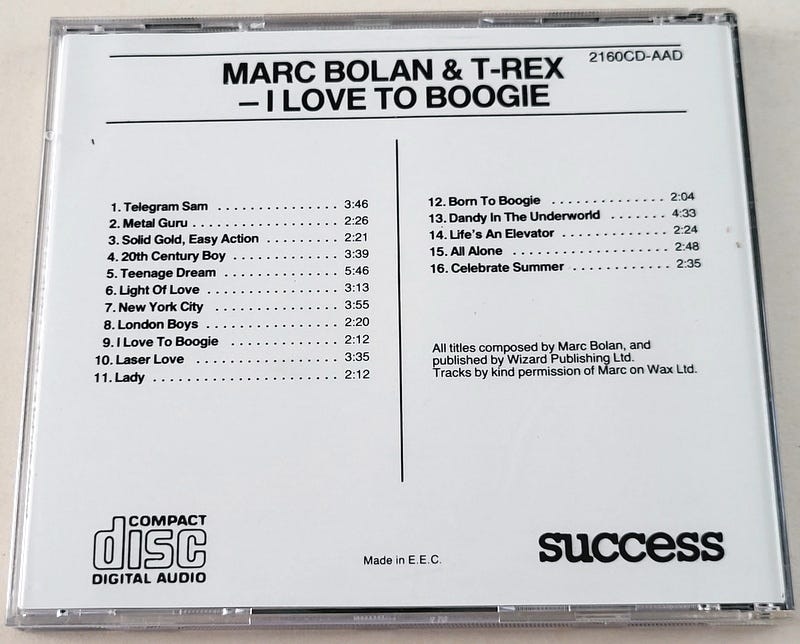 2160CD-AAD
MARC BOLAN & T-REX
– I LOVE TO BOOGIE
1. Telegram Sam ............... 3:46
2. Metal Guru .................. 2:26
3. Solid Gold, Easy Action ......... 2:21
4. 20th Century Boy ............. 3:39
5. Teenage Dream ............... 5:46
6. Light Of Love ................. 3:13
7. New York City ................ 3:55
8. London Boys ................. 2:20
9. I Love To Boogie .............. 2:12
10. Laser Love .................. 3:35
11. Lady ........................ 2:12
12. Born To Boogie .............. 2:04
13. Dandy In The Underworld ....... 4:33
14. Life's An Elevator ............. 2:24
15. All Alone .................... 2:48
16. Celebrate Summer ............ 2:35
All titles composed by Marc Bolan, and
published by Wizard Publishing Ltd.
Tracks by kind permission of Marc on Wax Ltd.
COMPACT
disc
DIGITAL AUDIO
Made in E.E.C.
success